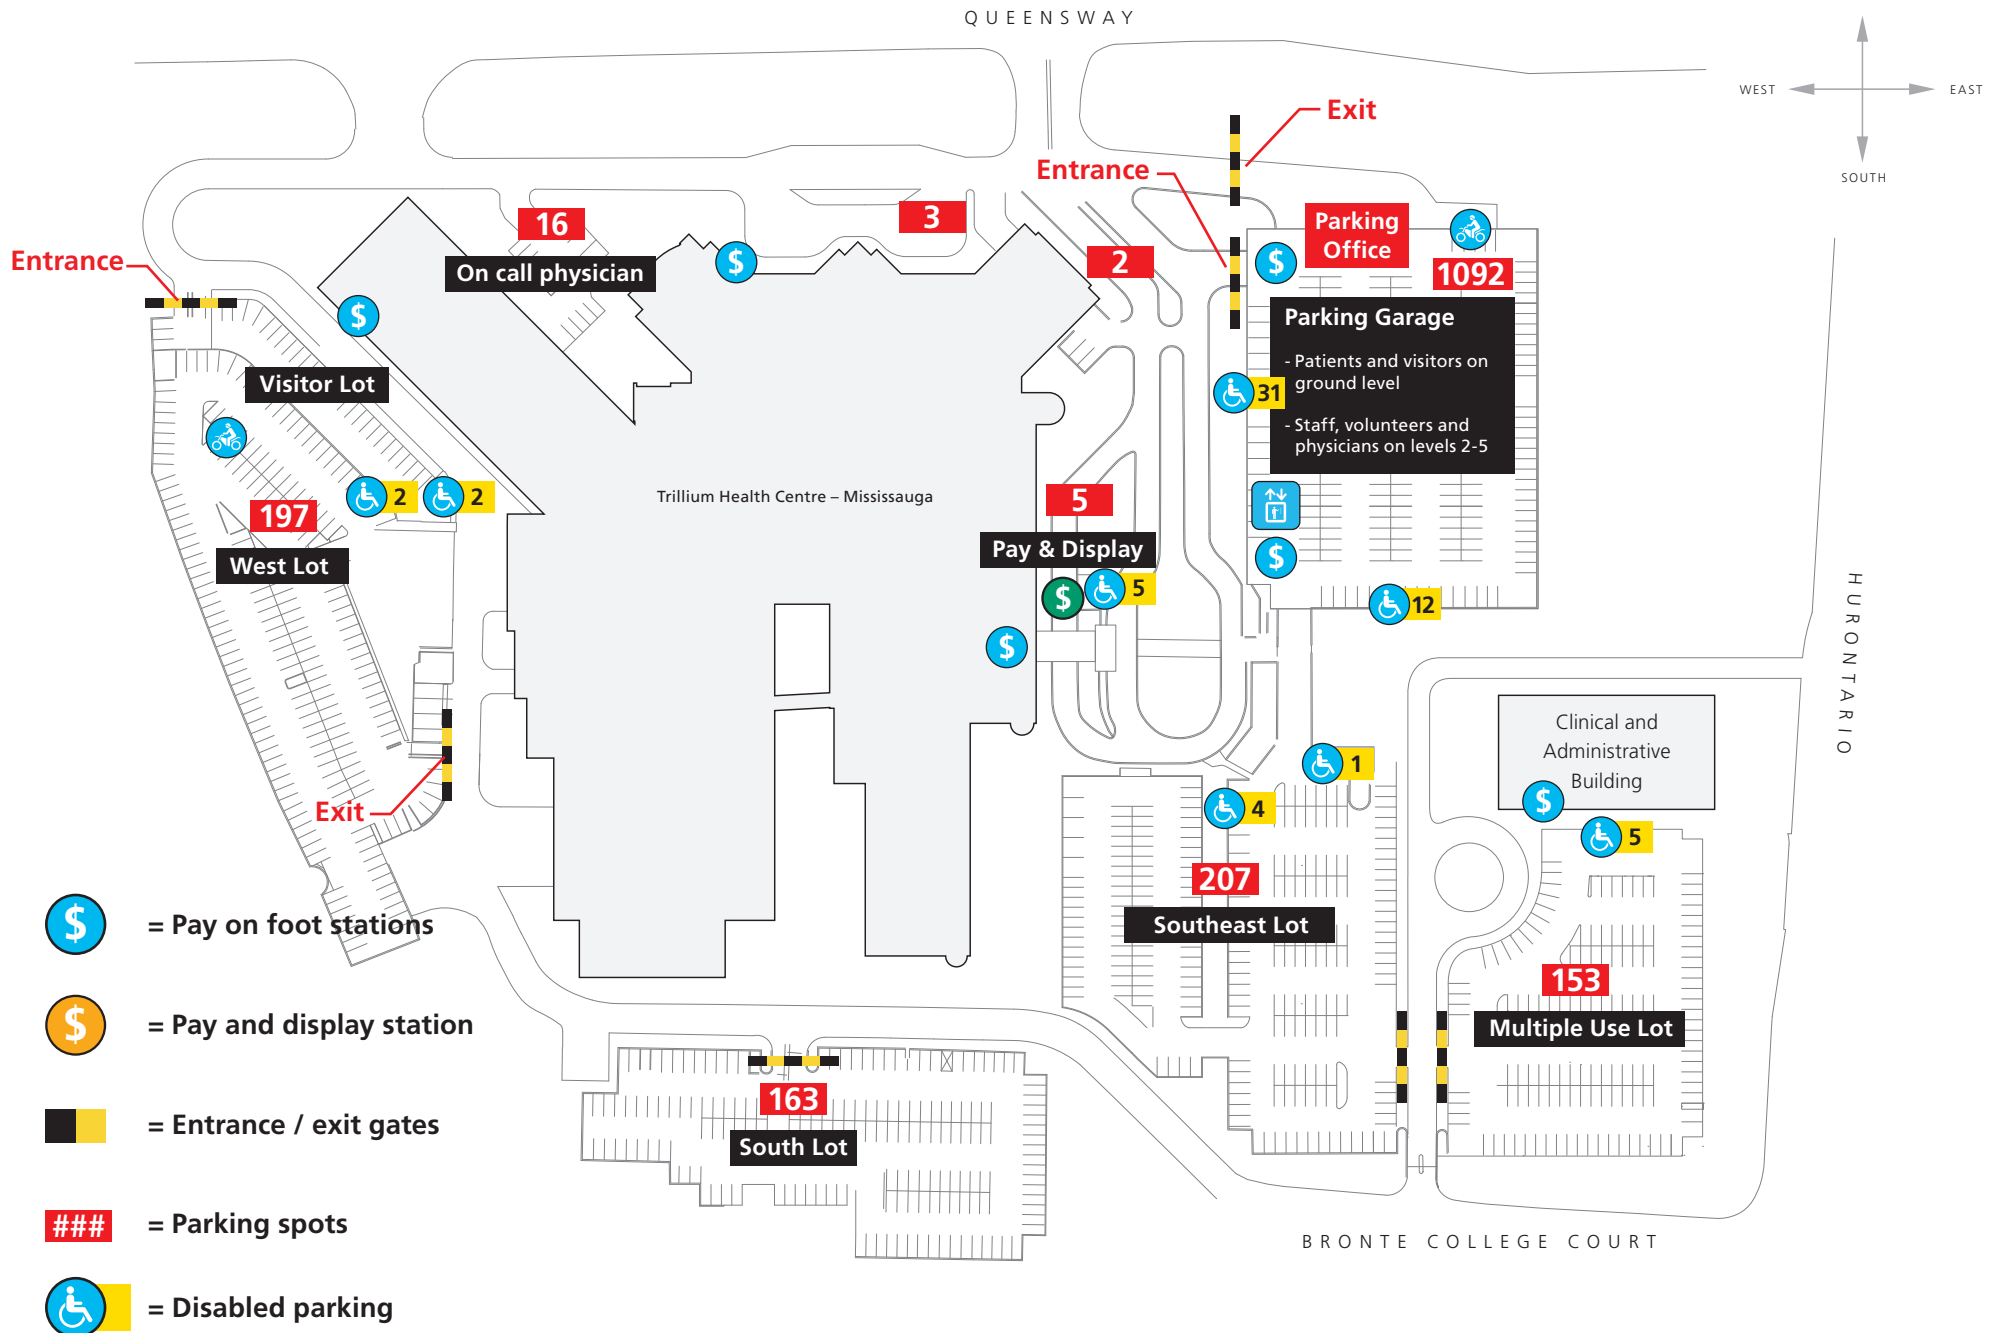 QUEENSWAY
WEST
EAST
SOUTH
Exit
Entrance
Entrance
16
On call physician
3
2
Parking
Office
1092
Parking Garage
- Patients and visitors on
ground level
- Staff, volunteers and
physicians on levels 2-5
31
12
$
$
$
$
Visitor Lot
2
2
197
West Lot
Exit
Trillium Health Centre – Mississauga
5
Pay & Display
$
5
$
HURONTARIO
Clinical and
Administrative
Building
$
5
1
4
207
Southeast Lot
153
Multiple Use Lot
163
South Lot
BRONTE COLLEGE COURT
$ = Pay on foot stations
$ = Pay and display station
= Entrance / exit gates
### = Parking spots
= Disabled parking